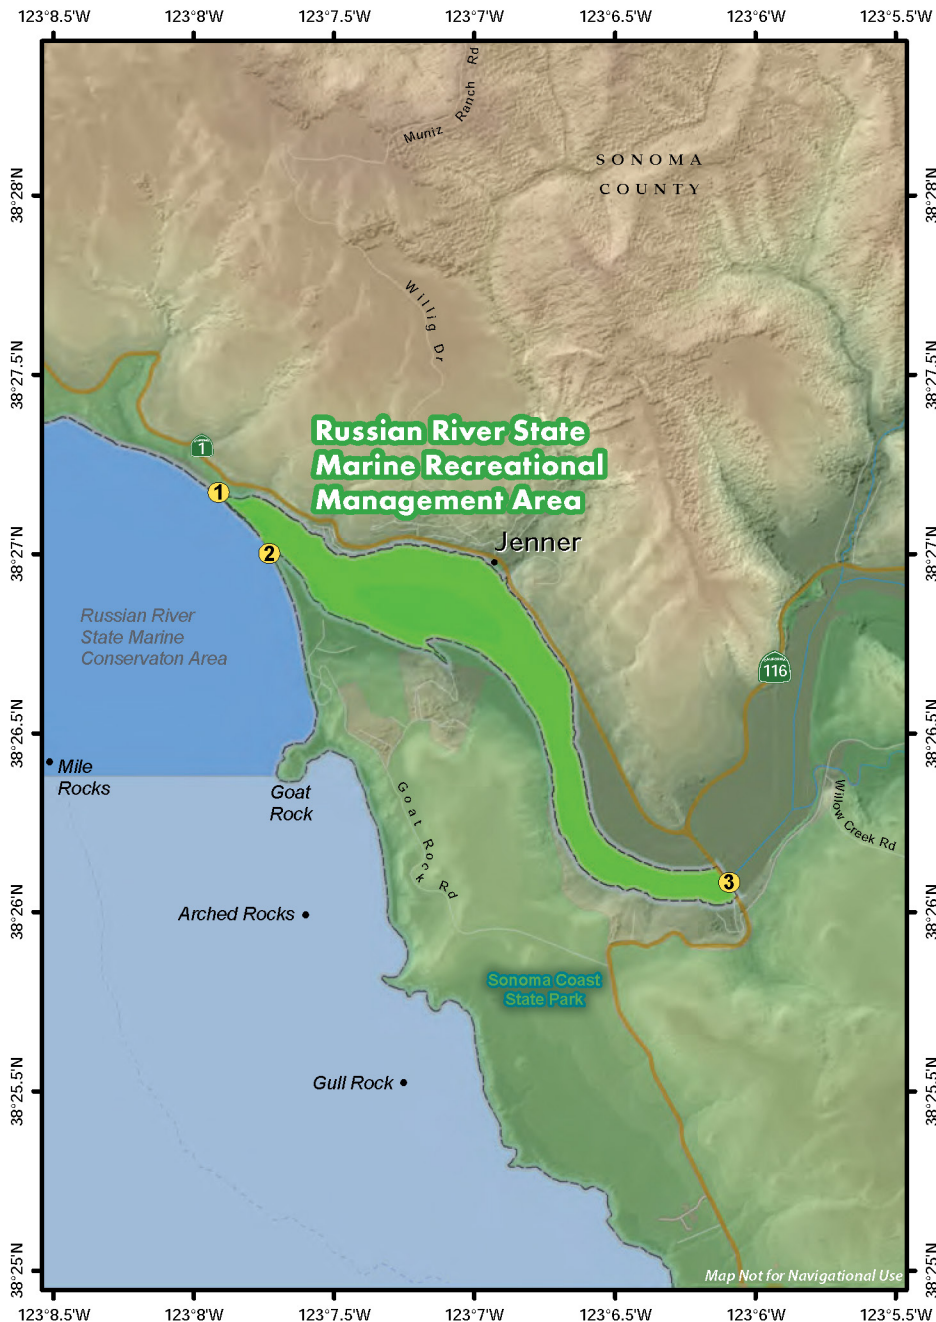 123°8.5'W 123°8'W 123°7.5'W 123°7'W 123°6.5'W 123°6'W 123°5.5'W
Muniz Ranch Rd
SONOMA
COUNTY
38°28'N 38°28'N
Willig Dr
38°27.5'N 38°27.5'N
Russian River State
Marine Recreational
Management Area
CALIFORNIA
1
1
2
Jenner
38°27'N 38°27'N
Russian River
State Marine
Conservaton Area
CALIFORNIA
116
38°26.5'N 38°26.5'N
Mile
Rocks
Goat
Rock
Goat Rock Rd
Willow Creek Rd
3
38°26'N 38°26'N
Arched Rocks
Sonoma Coast
State Park
Gull Rock
38°25.5'N 38°25.5'N
38°25'N 38°25'N
Map Not for Navigational Use
123°8.5'W 123°8'W 123°7.5'W 123°7'W 123°6.5'W 123°6'W 123°5.5'W